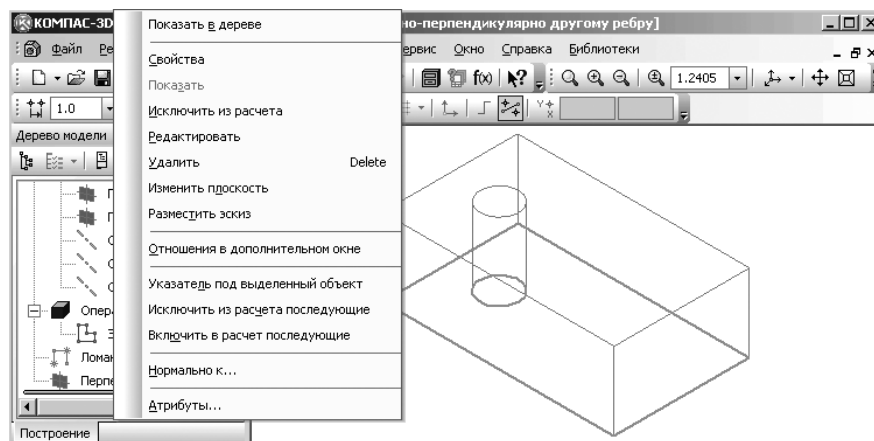 КОМПАС-3D но-перпендикулярно другому ребру]
Файл Ре ервис Окно Справка Библиотеки
f(x) 1.2405
1.0
Дерево модели
Показать в дереве
Свойства
Показать
Исключить из расчета
Редактировать
Удалить Delete
Изменить плоскость
Разместить эскиз
Отношения в дополнительном окне
Указатель под выделенный объект
Исключить из расчета последующие
Включить в расчет последующие
Нормально к...
Атрибуты...
П
П
О
О
О
Опера
Э
Ломан
Перпе
Построение